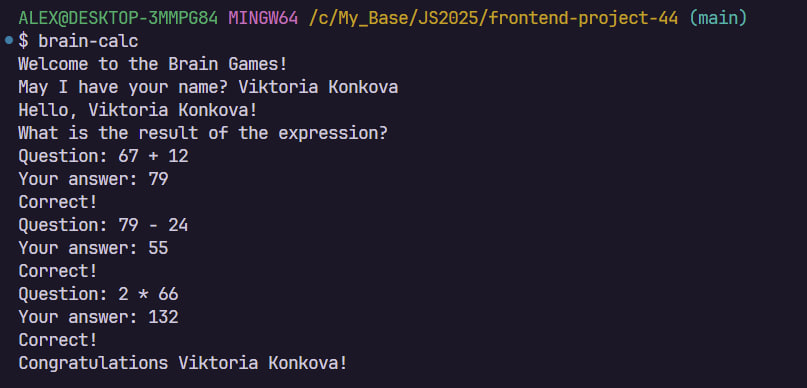 ALEX@DESKTOP-3MMPG84 MINGW64 /c/My_Base/JS2025/frontend-project-44 (main)
$ brain-calc
Welcome to the Brain Games!
May I have your name? Viktoria Konkova
Hello, Viktoria Konkova!
What is the result of the expression?
Question: 67 + 12
Your answer: 79
Correct!
Question: 79 - 24
Your answer: 55
Correct!
Question: 2 * 66
Your answer: 132
Correct!
Congratulations Viktoria Konkova!